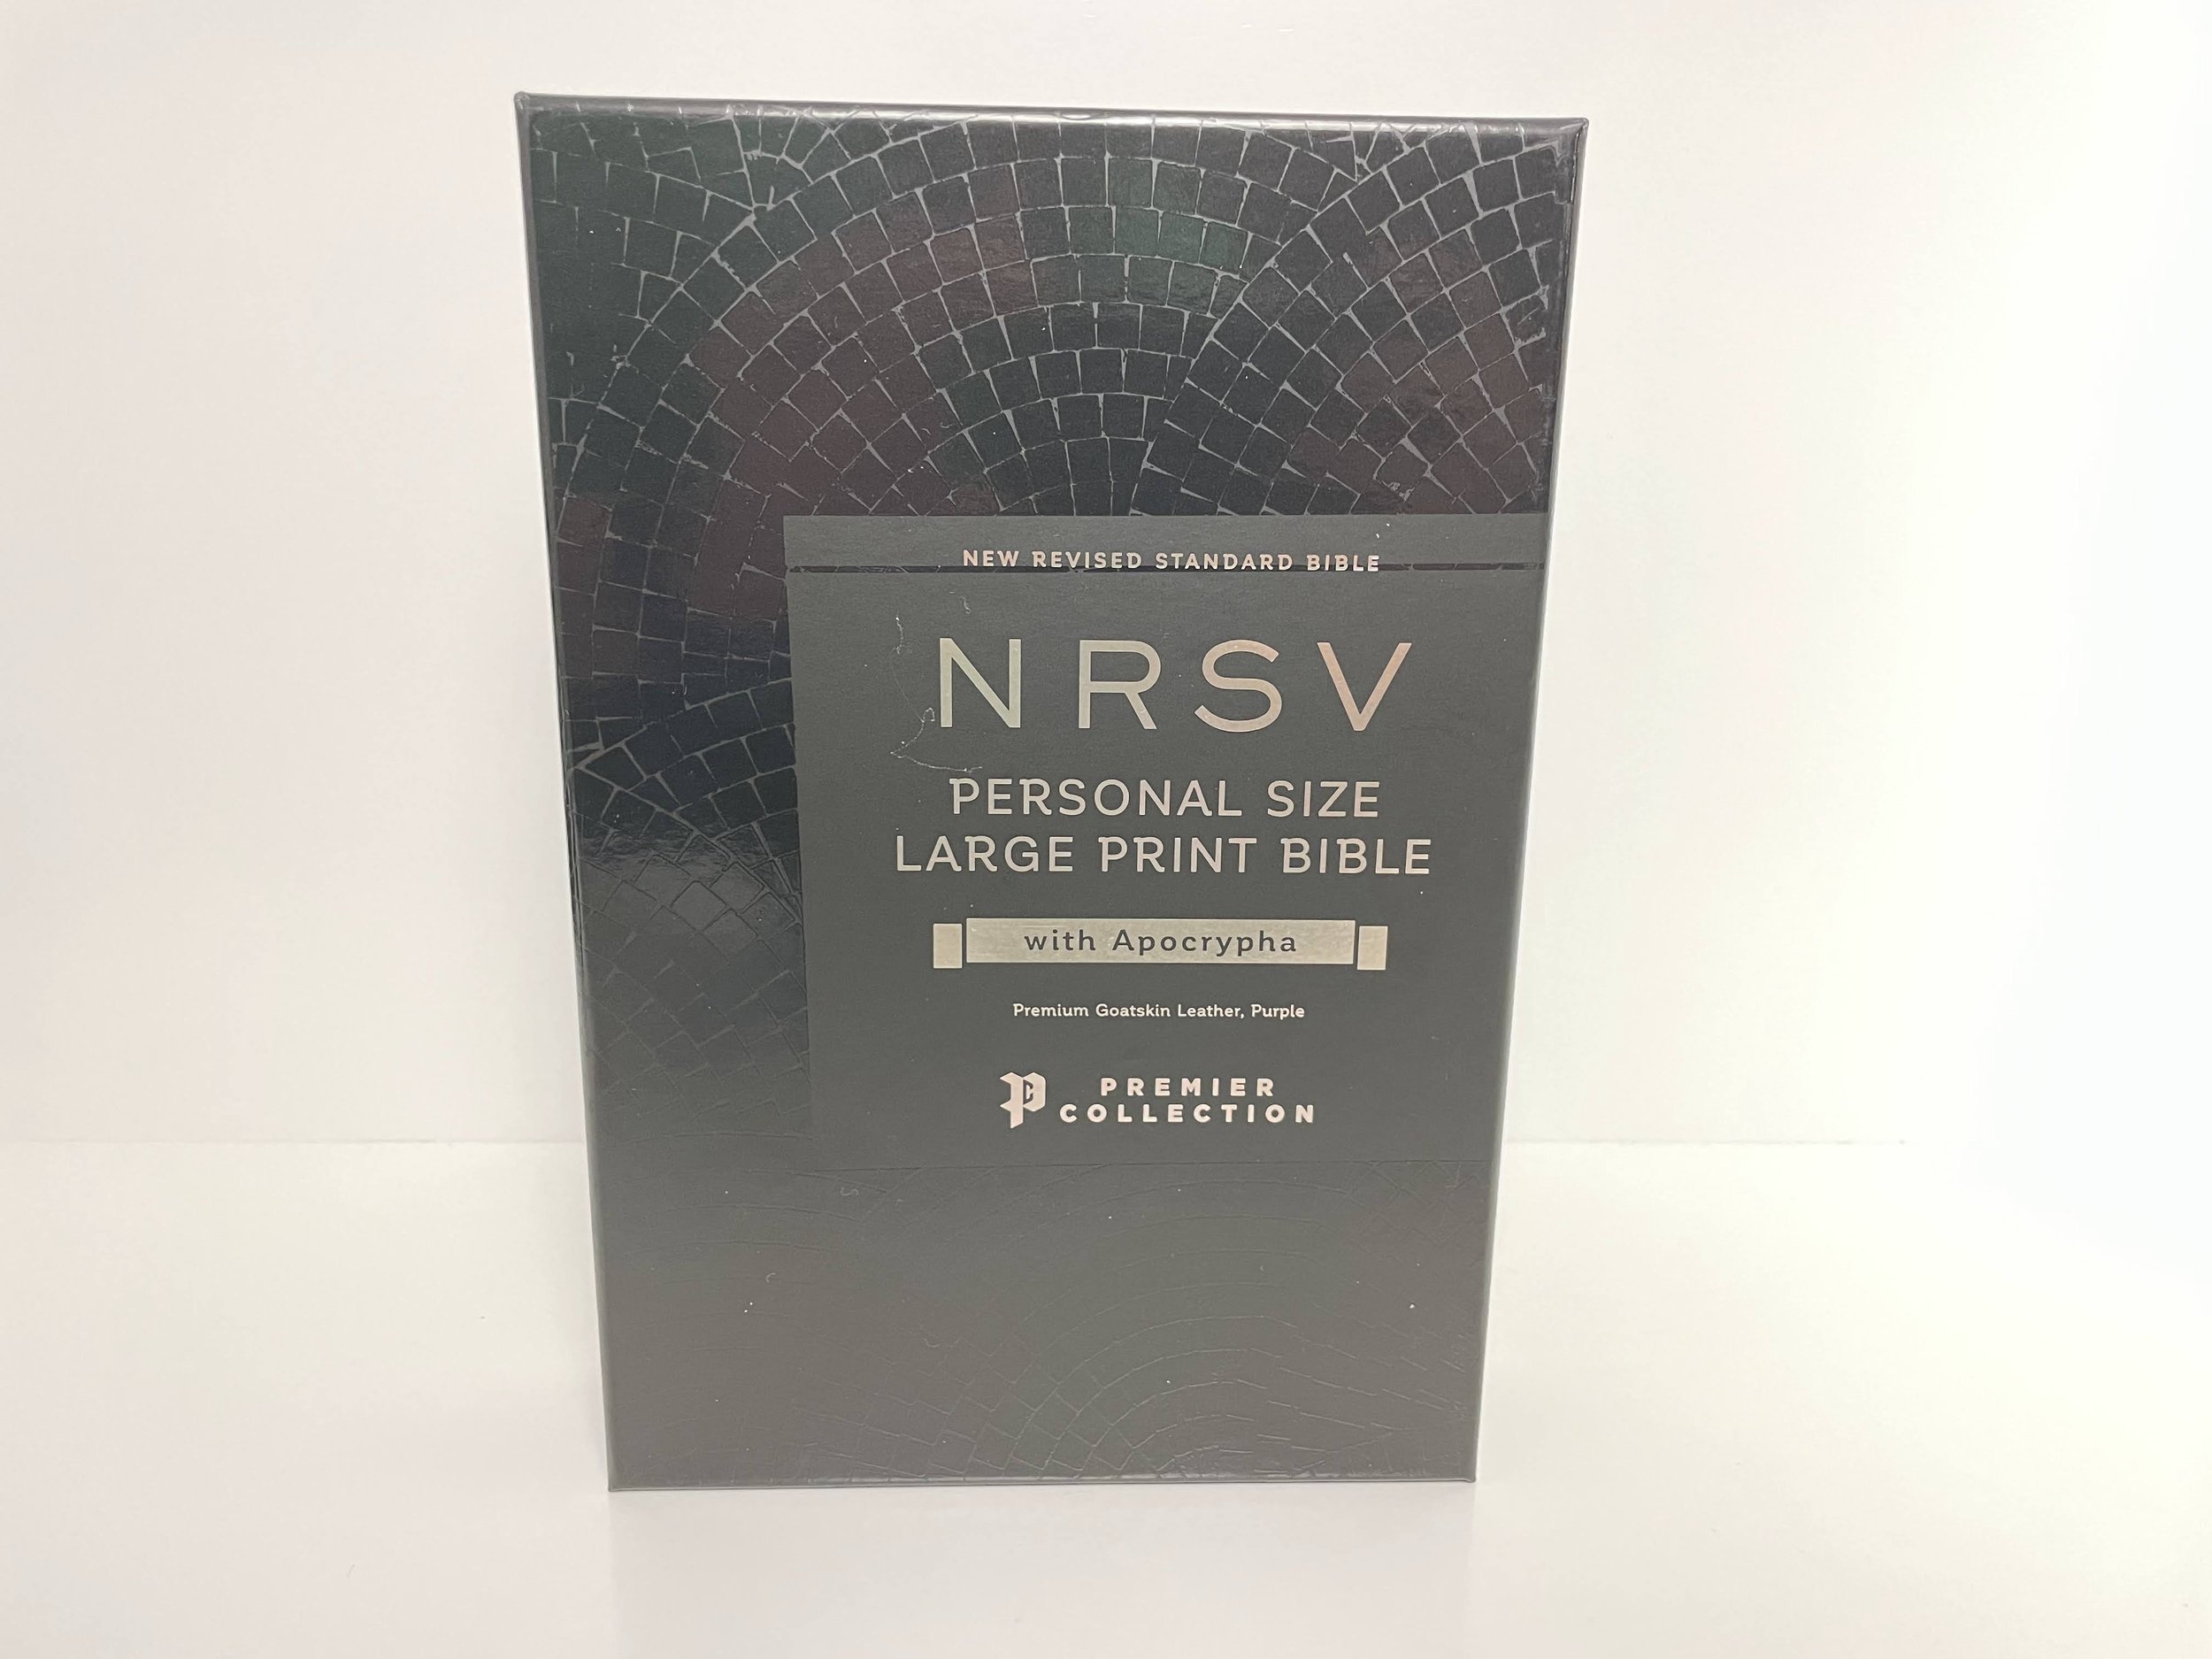 NEW REVISED STANDARD BIBLE
NRSV
PERSONAL SIZE
LARGE PRINT BIBLE
with Apocrypha
Premium Goatskin Leather, Purple
PREMIER
COLLECTION